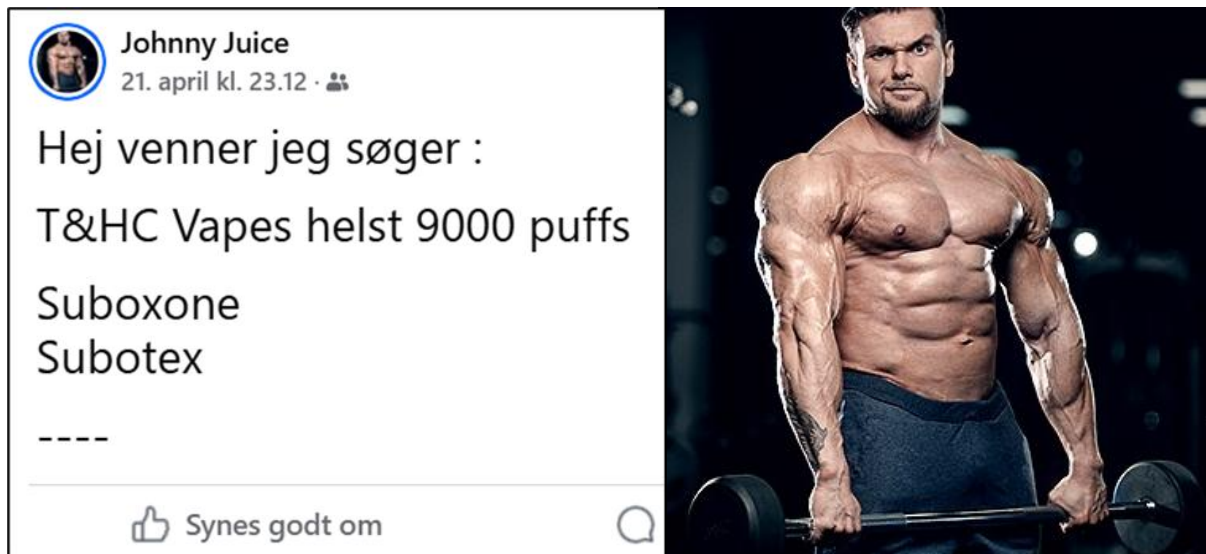 Johnny Juice
21. april kl. 23.12 ·
Hej venner jeg søger :
T&HC Vapes helst 9000 puffs
Suboxone
Subotex
----
Synes godt om